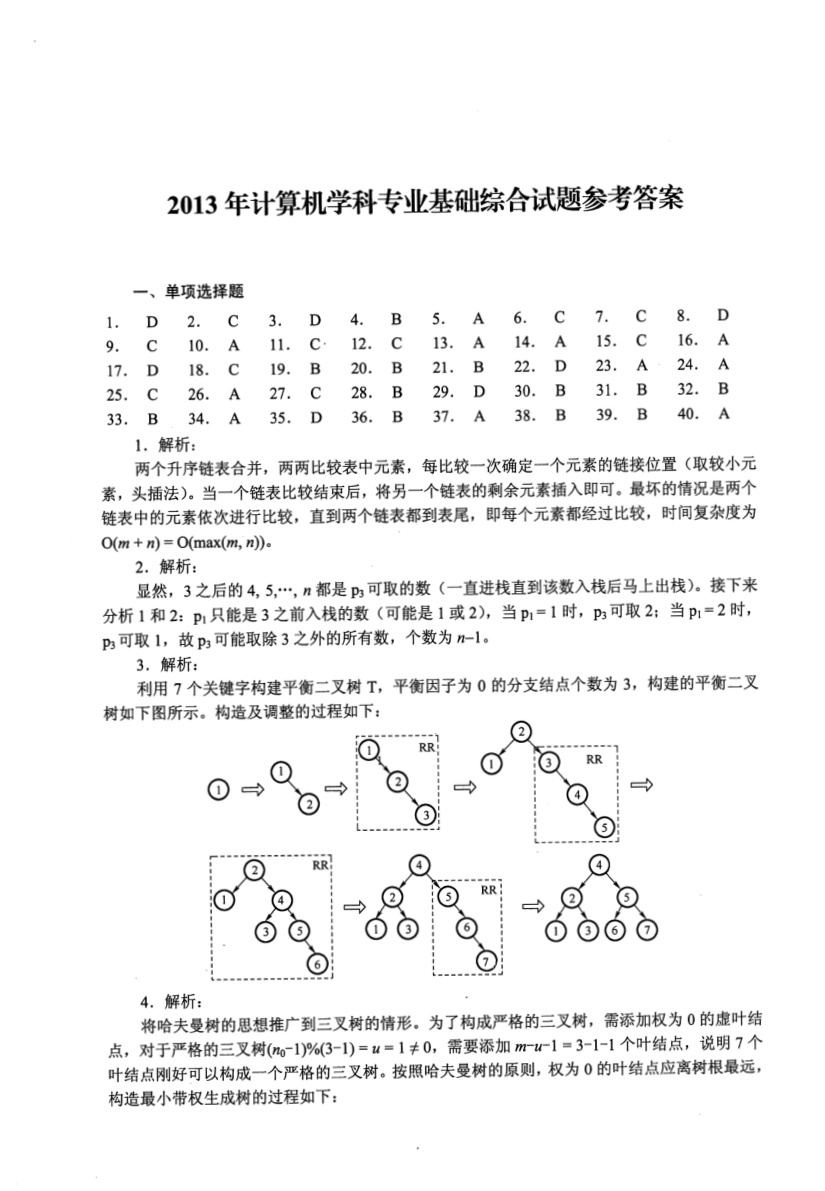 2013 年计算机学科专业基础综合试题参考答案
一、单项选择题
1. D 2. C 3. D 4. B 5. A 6. C 7. C 8. D
9. C 10. A 11. C 12. C 13. A 14. A 15. C 16. A
17. D 18. C 19. B 20. B 21. B 22. D 23. A 24. A
25. C 26. A 27. C 28. B 29. D 30. B 31. B 32. B
33. B 34. A 35. D 36. B 37. A 38. B 39. B 40. A
1．解析：
两个升序链表合并，两两比较表中元素，每比较一次确定一个元素的链接位置（取较小元
素，头插法）。当一个链表比较结束后，将另一个链表的剩余元素插入即可。最坏的情况是两个
链表中的元素依次进行比较，直到两个链表都到表尾，即每个元素都经过比较，时间复杂度为
O(m + n) = O(max(m, n))。
2．解析：
显然，3 之后的 4, 5,…, n 都是 p₃可取的数（一直进栈直到该数入栈后马上出栈）。接下来
分析 1 和 2：p₁ 只能是 3 之前入栈的数（可能是 1 或 2），当 p₁ = 1 时，p₃可取 2；当 p₁ = 2 时，
p₃可取 1，故 p₃可能取除 3 之外的所有数，个数为 n–1。
3．解析：
利用 7 个关键字构建平衡二叉树 T，平衡因子为 0 的分支结点个数为 3，构建的平衡二叉
树如下图所示。构造及调整的过程如下：
1 ⇒ 1 2 ⇒ 1 2 3 RR ⇒ 2 1 3 4 5 RR ⇒
2 1 4 3 5 6 RR ⇒ 4 2 5 1 3 6 7 RR ⇒ 4 2 5 1 3 6 7
4．解析：
将哈夫曼树的思想推广到三叉树的情形。为了构成严格的三叉树，需添加权为 0 的虚叶结
点，对于严格的三叉树(n₀–1)%(3–1) = u = 1 ≠ 0，需要添加 m–u–1 = 3–1–1 个叶结点，说明 7 个
叶结点刚好可以构成一个严格的三叉树。按照哈夫曼树的原则，权为 0 的叶结点应离树根最远，
构造最小带权生成树的过程如下：